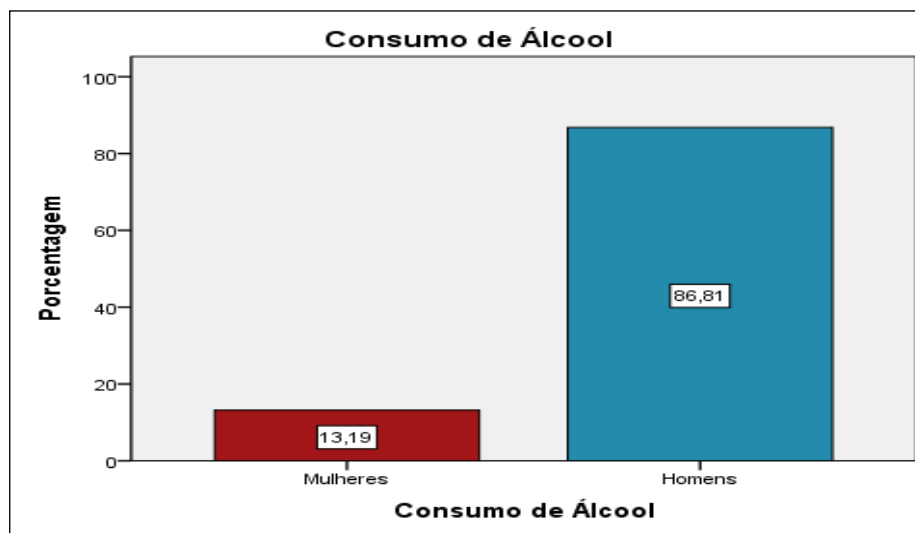 Consumo de Álcool
Porcentagem
100
80
60
40
20
0
86,81
13,19
Mulheres
Homens
Consumo de Álcool